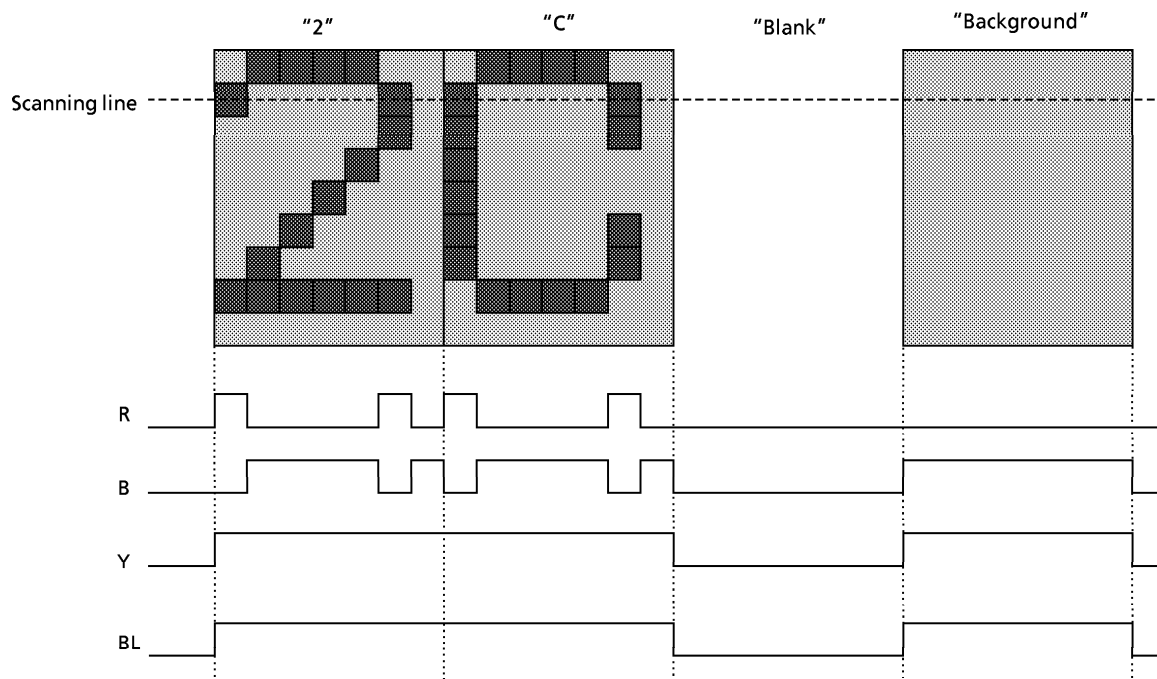 “2” “C” “Blank” “Background”
Scanning line
R
B
Y
BL